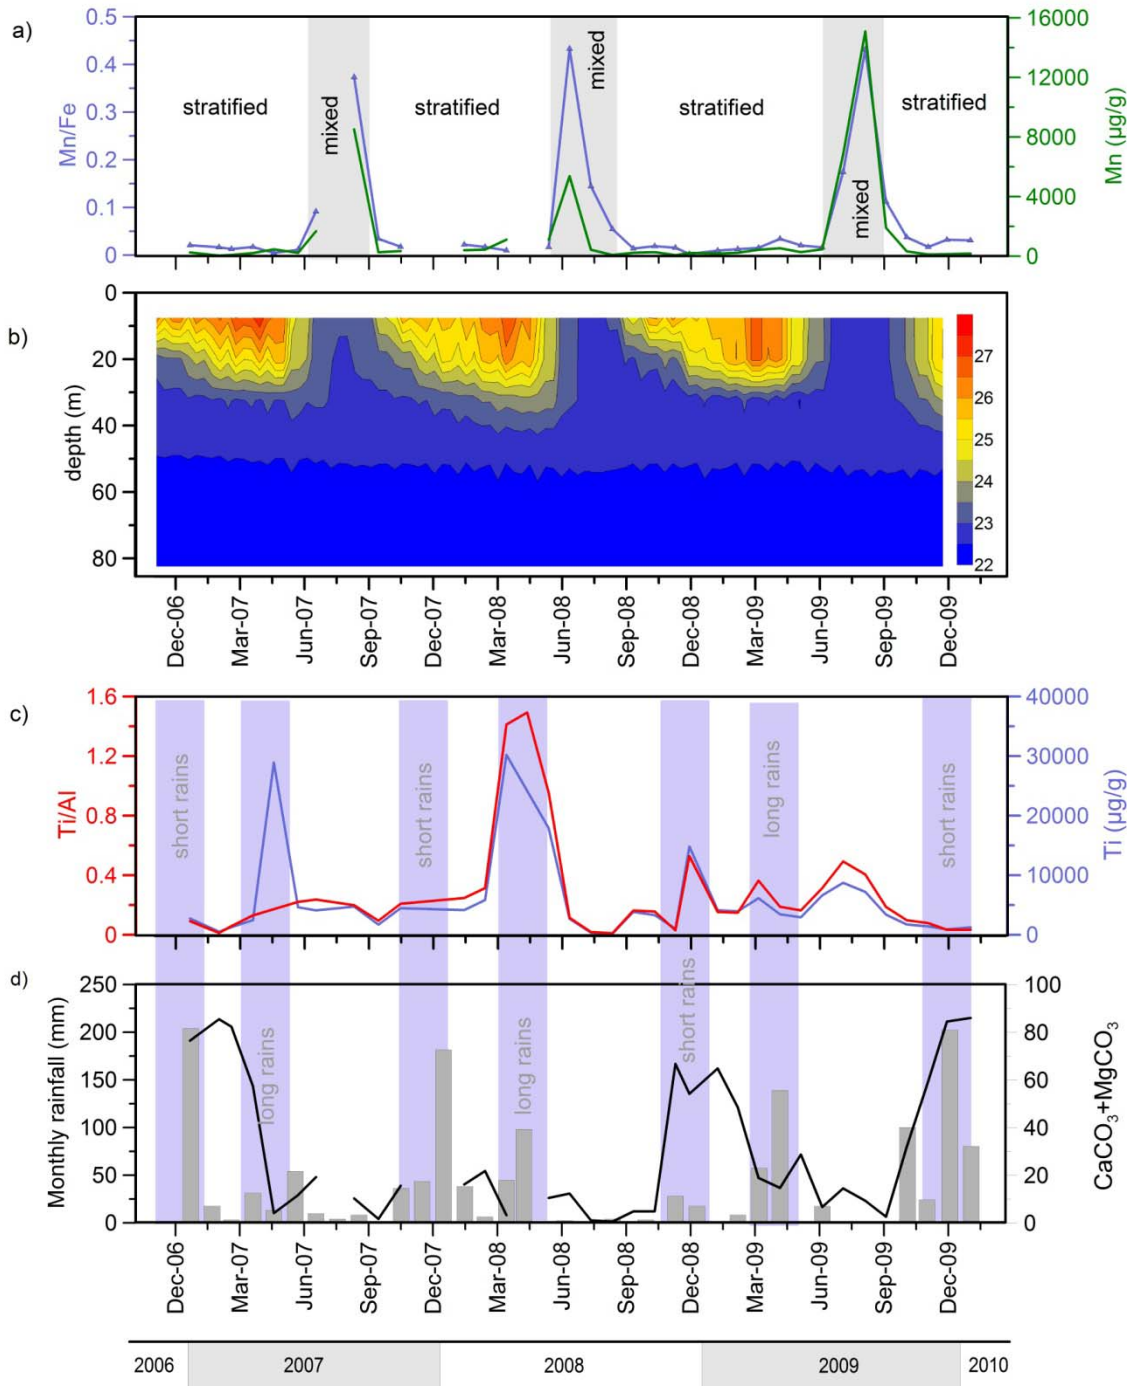 a)
0.5
0.4
0.3
0.2
0.1
0
Mn/Fe
stratified
mixed
stratified
mixed
stratified
mixed
stratified
16000
12000
8000
4000
0
Mn (µg/g)
b)
0
20
40
60
80
depth (m)
27
26
25
24
23
22
Dec-06
Mar-07
Jun-07
Sep-07
Dec-07
Mar-08
Jun-08
Sep-08
Dec-08
Mar-09
Jun-09
Sep-09
Dec-09
c)
1.6
1.2
0.8
0.4
0
Ti/Al
short rains
short rains
long rains
short rains
40000
30000
20000
10000
0
Ti (µg/g)
d)
250
200
150
100
50
0
Monthly rainfall (mm)
long rains
long rains
short rains
100
80
60
40
20
0
CaCO₃+MgCO₃
Dec-06
Mar-07
Jun-07
Sep-07
Dec-07
Mar-08
Jun-08
Sep-08
Dec-08
Mar-09
Jun-09
Sep-09
Dec-09
2006 2007 2008 2009 2010